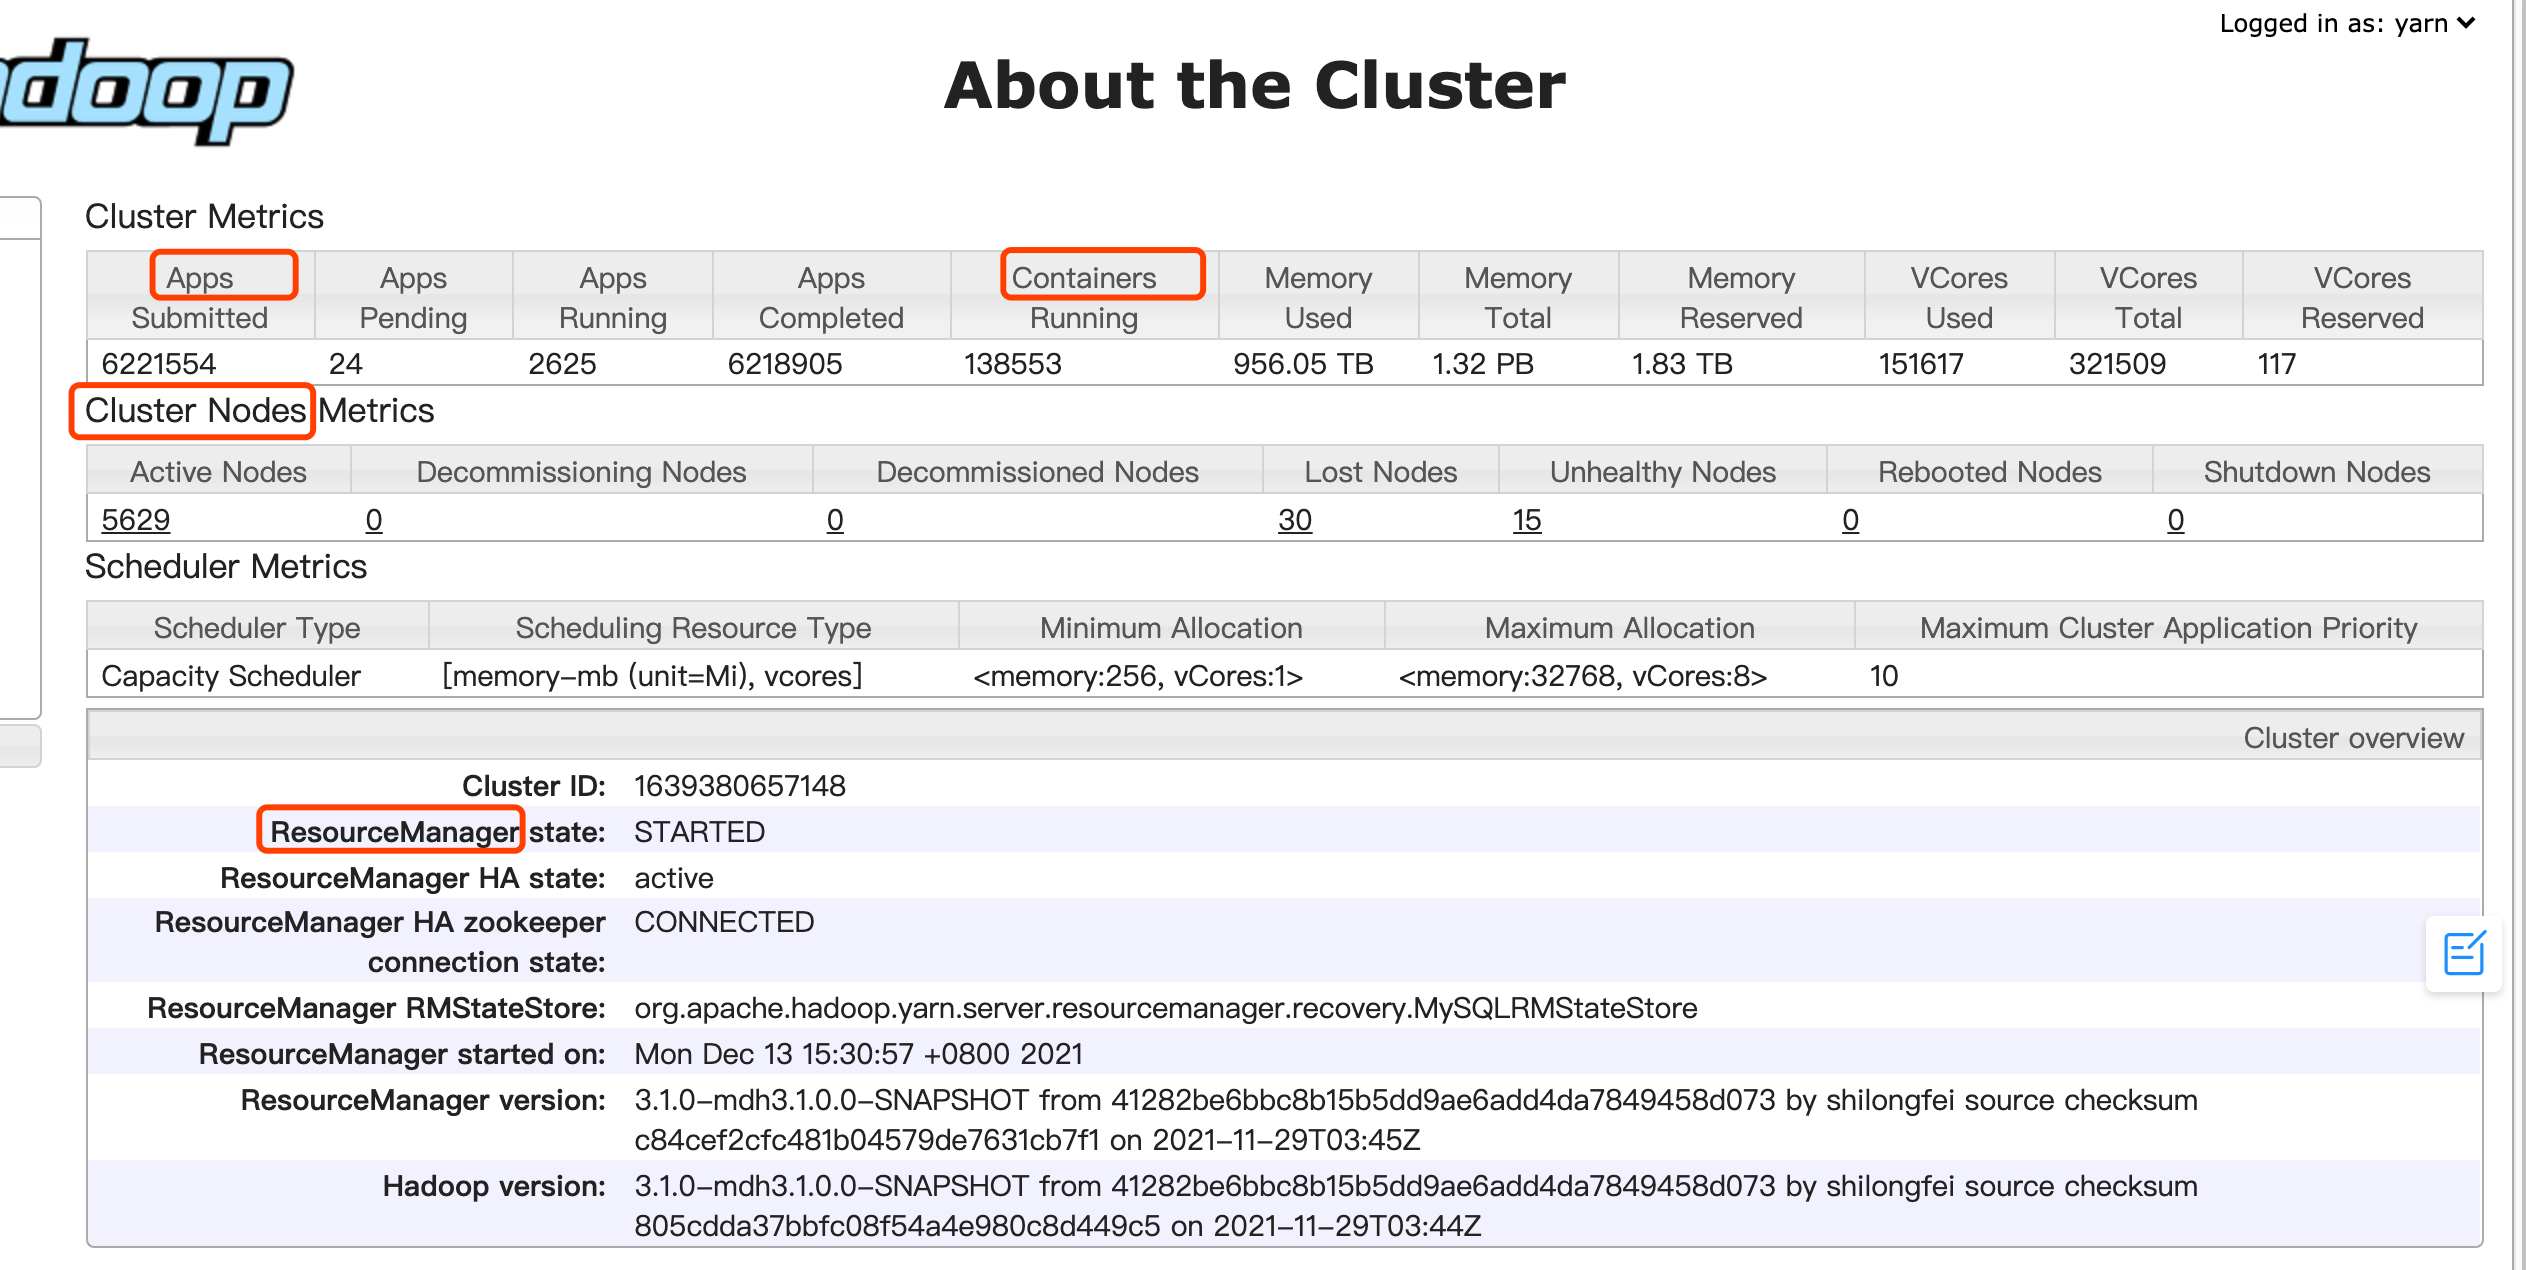 Logged in as: yarn
adoop
About the Cluster
Cluster Metrics
Apps Submitted Apps Pending Apps Running Apps Completed Containers Running Memory Used Memory Total Memory Reserved VCores Used VCores Total VCores Reserved
6221554 24 2625 6218905 138553 956.05 TB 1.32 PB 1.83 TB 151617 321509 117
Cluster Nodes Metrics
Active Nodes Decommissioning Nodes Decommissioned Nodes Lost Nodes Unhealthy Nodes Rebooted Nodes Shutdown Nodes
5629 0 0 30 15 0 0
Scheduler Metrics
Scheduler Type Scheduling Resource Type Minimum Allocation Maximum Allocation Maximum Cluster Application Priority
Capacity Scheduler [memory-mb (unit=Mi), vcores] <memory:256, vCores:1> <memory:32768, vCores:8> 10
Cluster overview
Cluster ID: 1639380657148
ResourceManager state: STARTED
ResourceManager HA state: active
ResourceManager HA zookeeper connection state: CONNECTED
ResourceManager RMStateStore: org.apache.hadoop.yarn.server.resourcemanager.recovery.MySQLRMStateStore
ResourceManager started on: Mon Dec 13 15:30:57 +0800 2021
ResourceManager version: 3.1.0-mdh3.1.0.0-SNAPSHOT from 41282be6bbc8b15b5dd9ae6add4da7849458d073 by shilongfei source checksum
c84cef2cfc481b04579de7631cb7f1 on 2021-11-29T03:45Z
Hadoop version: 3.1.0-mdh3.1.0.0-SNAPSHOT from 41282be6bbc8b15b5dd9ae6add4da7849458d073 by shilongfei source checksum
805cdda37bbfc08f54a4e980c8d449c5 on 2021-11-29T03:44Z